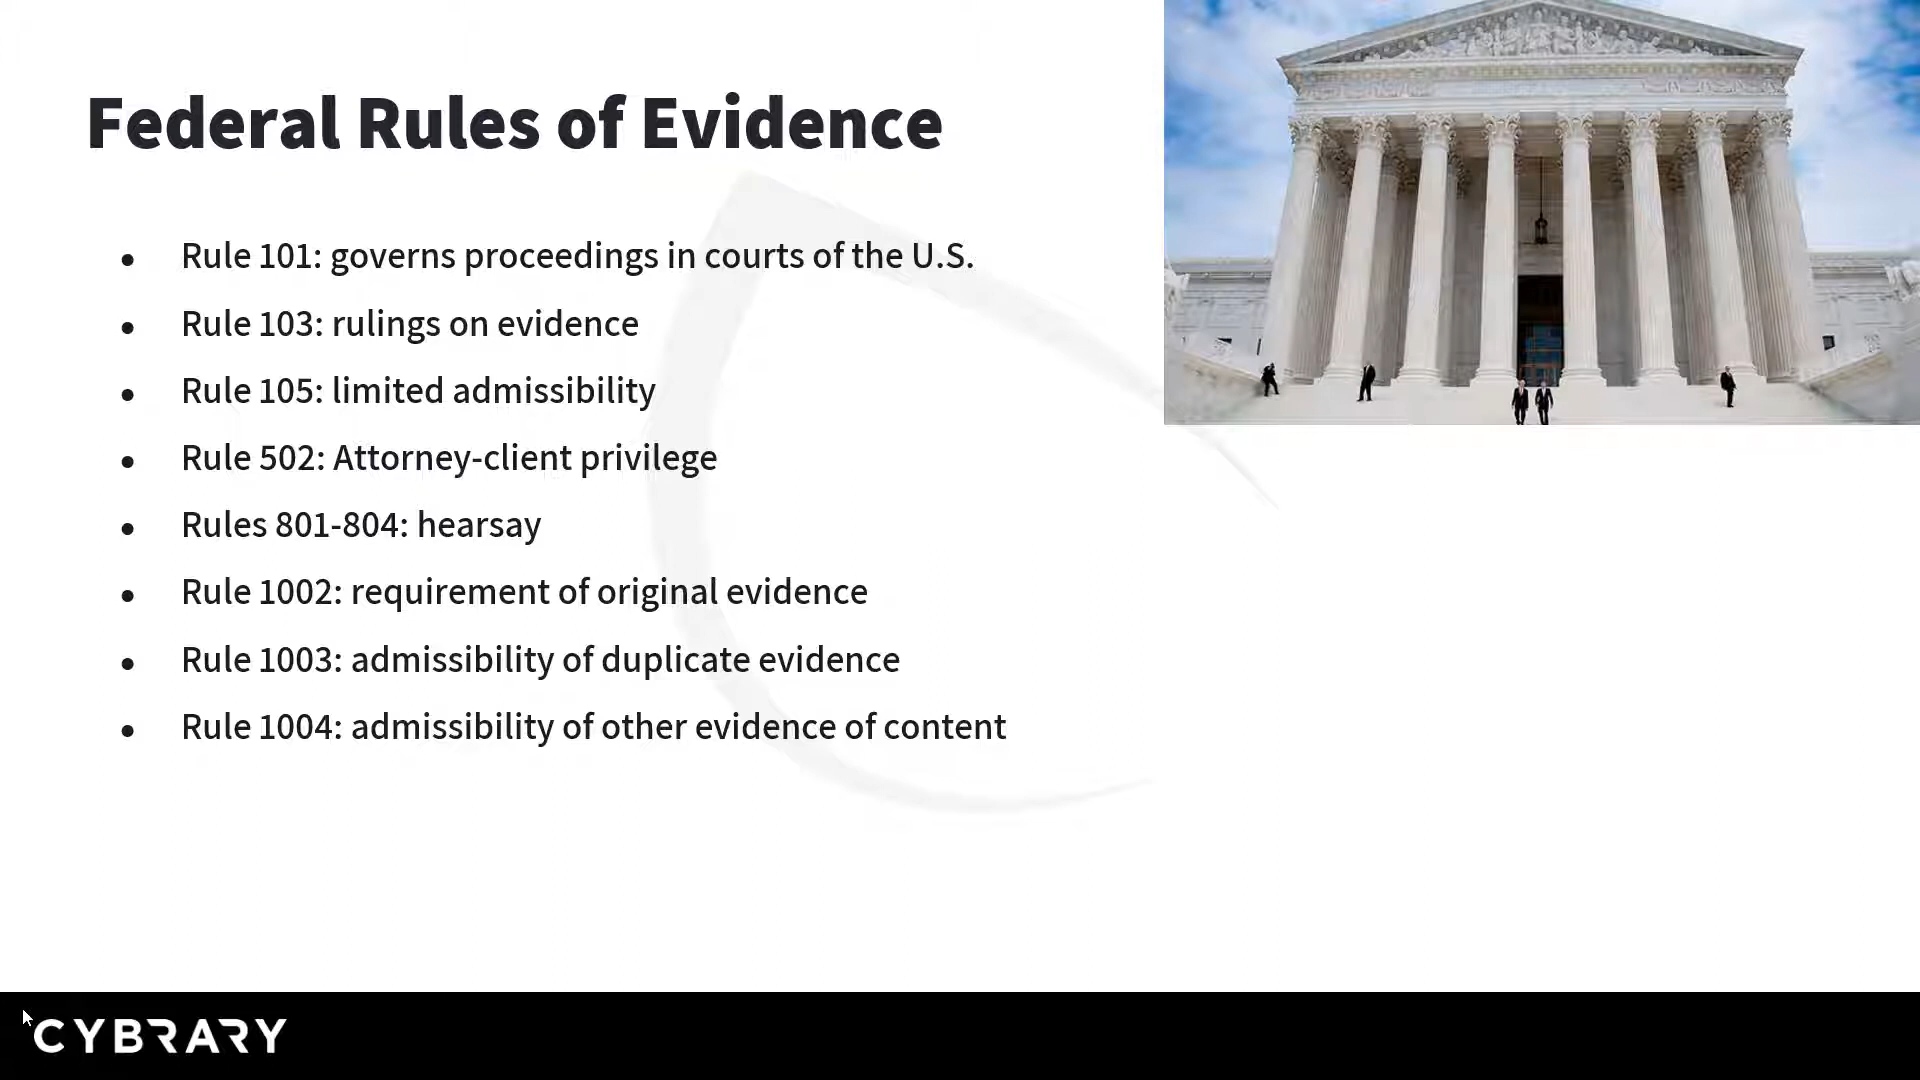 Federal Rules of Evidence
• Rule 101: governs proceedings in courts of the U.S.
• Rule 103: rulings on evidence
• Rule 105: limited admissibility
• Rule 502: Attorney-client privilege
• Rules 801-804: hearsay
• Rule 1002: requirement of original evidence
• Rule 1003: admissibility of duplicate evidence
• Rule 1004: admissibility of other evidence of content
CYBRARY